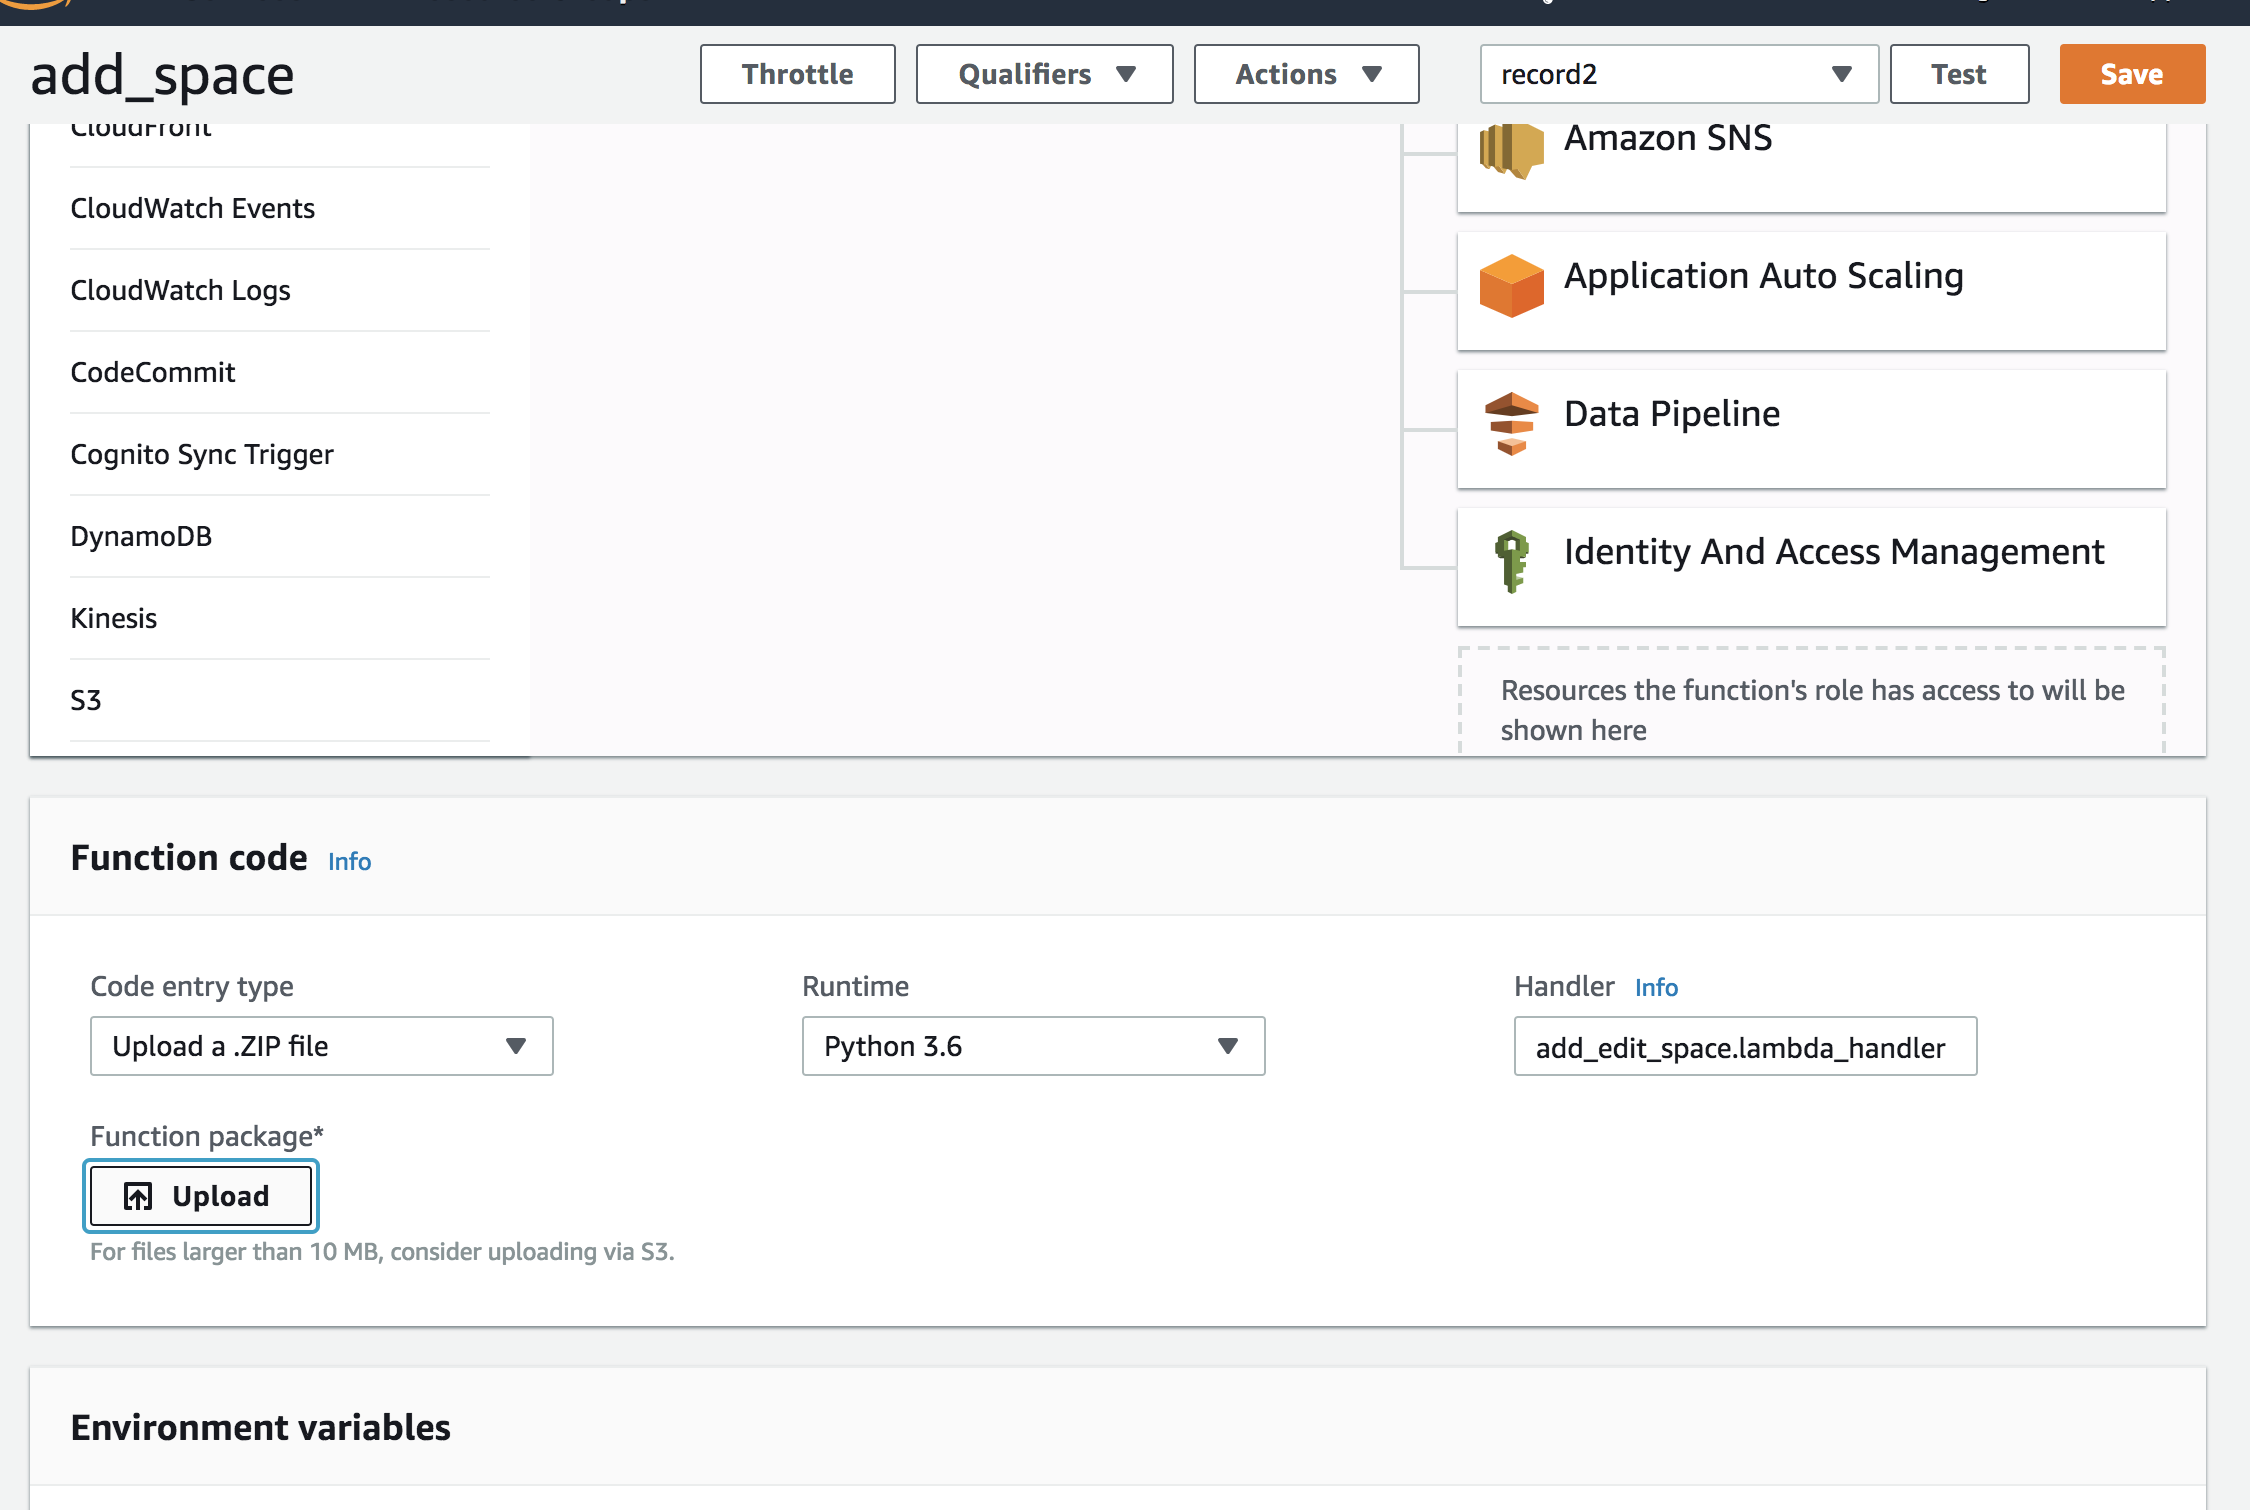 add_space
Throttle
Qualifiers
Actions
record2
Test
Save
CloudFront
CloudWatch Events
CloudWatch Logs
CodeCommit
Cognito Sync Trigger
DynamoDB
Kinesis
S3
Amazon SNS
Application Auto Scaling
Data Pipeline
Identity And Access Management
Resources the function's role has access to will be
shown here
Function code Info
Code entry type
Upload a .ZIP file
Runtime
Python 3.6
Handler Info
add_edit_space.lambda_handler
Function package*
Upload
For files larger than 10 MB, consider uploading via S3.
Environment variables